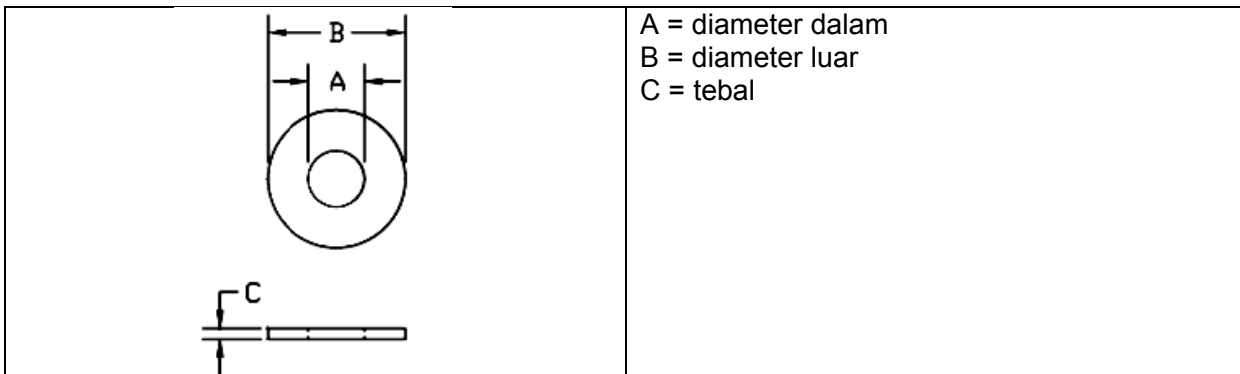 B
A
C
A = diameter dalam
B = diameter luar
C = tebal